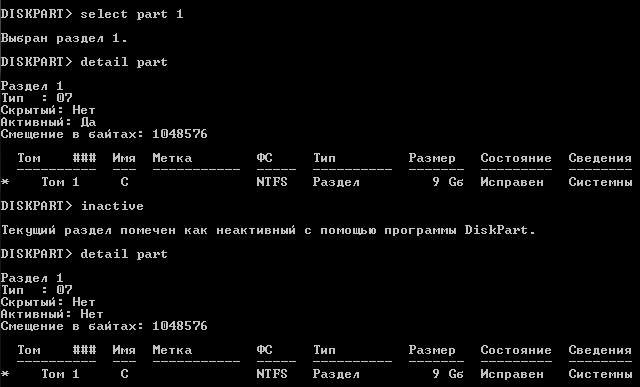 DISKPART> select part 1
Выбран раздел 1.
DISKPART> detail part
Раздел 1
Тип  : 07
Скрытый: Нет
Активный: Да
Смещение в байтах: 1048576
  Том    ###  Имя  Метка        ФС     Тип         Размер   Состояние  Сведения
  ----------  ---  -----------  -----  ----------  -------  ---------  --------
*    Том 1     C                NTFS   Раздел         9 Gб  Исправен   Системны
DISKPART> inactive
Текущий раздел помечен как неактивный с помощью программы DiskPart.
DISKPART> detail part
Раздел 1
Тип  : 07
Скрытый: Нет
Активный: Нет
Смещение в байтах: 1048576
  Том    ###  Имя  Метка        ФС     Тип         Размер   Состояние  Сведения
  ----------  ---  -----------  -----  ----------  -------  ---------  --------
*    Том 1     C                NTFS   Раздел         9 Gб  Исправен   Системны